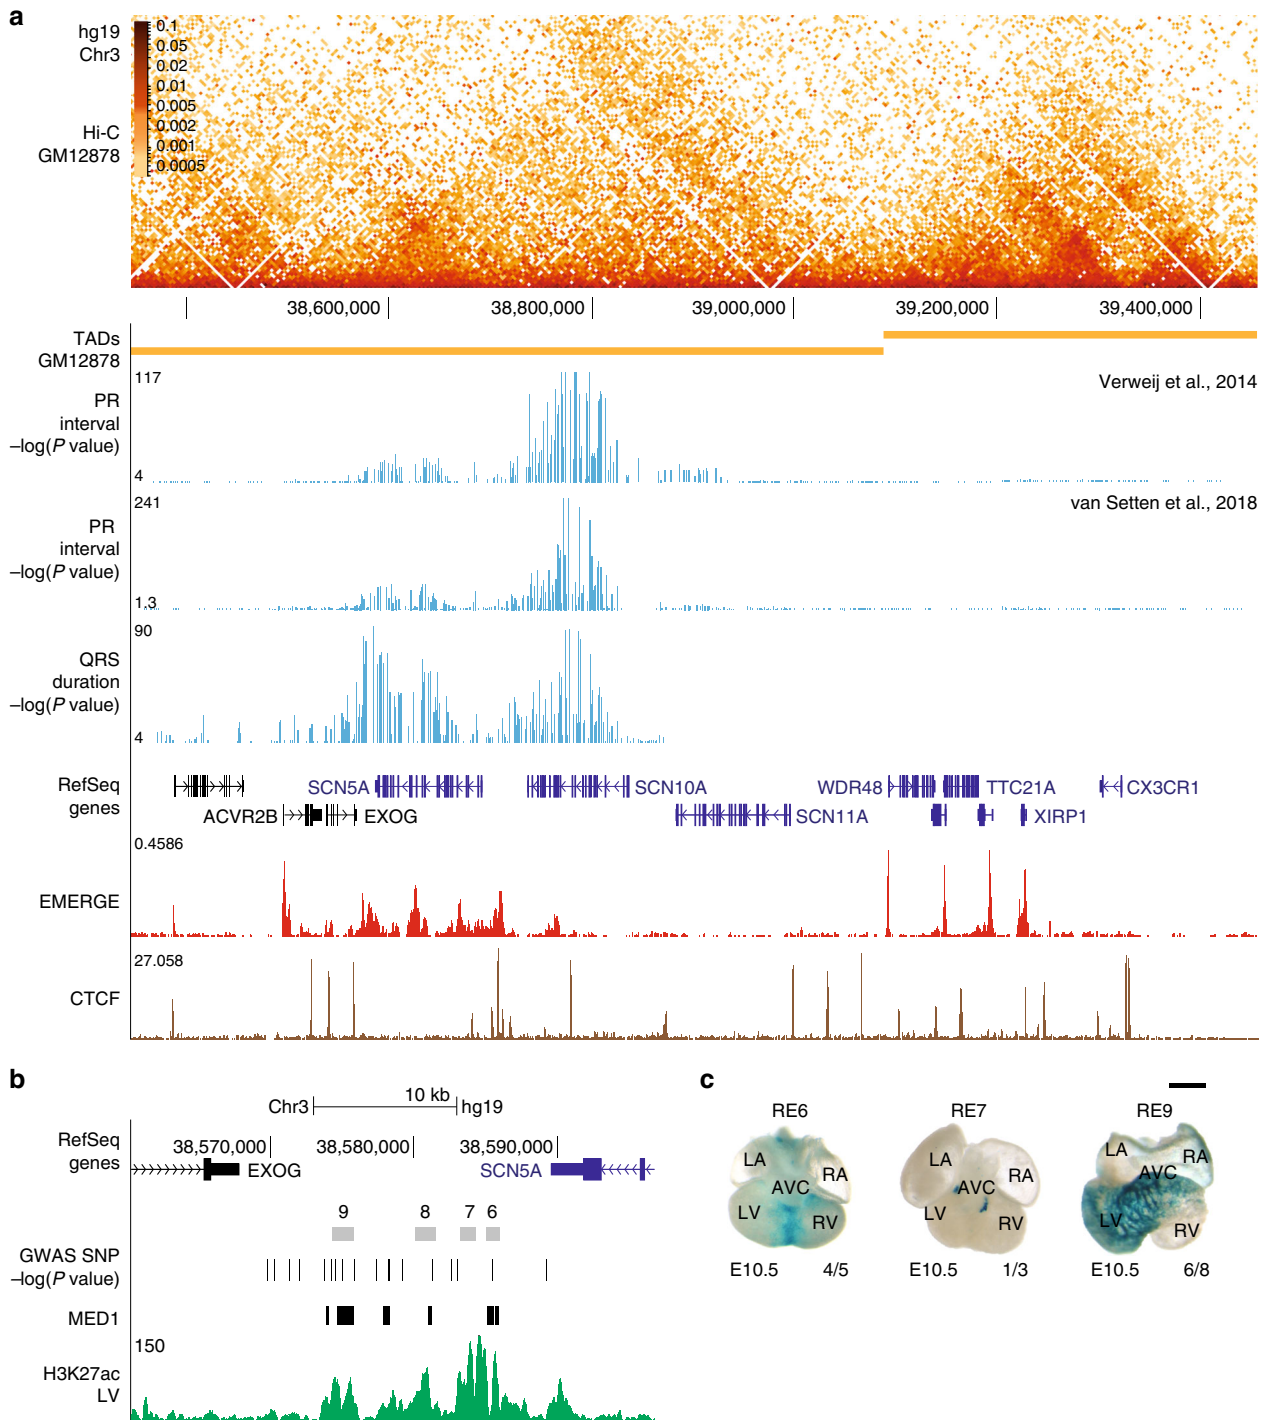 a
hg19
Chr3
0.1
0.05
0.02
0.01
0.005
0.002
0.001
0.0005
Hi-C
GM12878
38,600,000
38,800,000
39,000,000
39,200,000
39,400,000
TADs
GM12878
117
Verweij et al., 2014
PR
interval
–log(P value)
4
241
van Setten et al., 2018
PR
interval
–log(P value)
1,3
90
QRS
duration
–log(P value)
4
RefSeq
genes
SCN5A
SCN10A
WDR48
TTC21A
CX3CR1
ACVR2B
EXOG
SCN11A
XIRP1
0.4586
EMERGE
27.058
CTCF
b
Chr3
10 kb
hg19
RefSeq
genes
38,570,000
38,580,000
38,590,000
EXOG
SCN5A
9 8 7 6
GWAS SNP
–log(P value)
MED1
150
H3K27ac
LV
c
RE6
LA
RA
AVC
LV
RV
E10.5 4/5
RE7
LA
RA
AVC
LV
RV
E10.5 1/3
RE9
LA
RA
AVC
LV
RV
E10.5 6/8